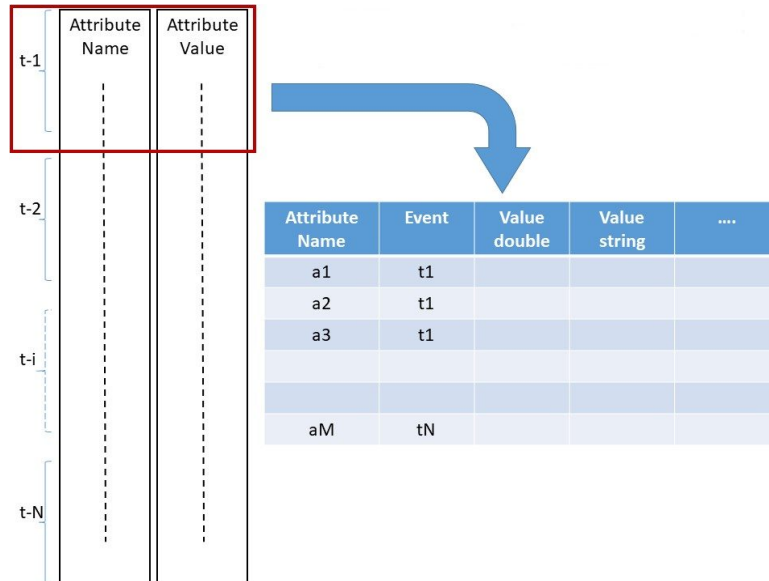 Attribute Name
Attribute Value
t-1
t-2
t-i
t-N
Attribute Name Event Value double Value string ....
a1 t1
a2 t1
a3 t1
aM tN